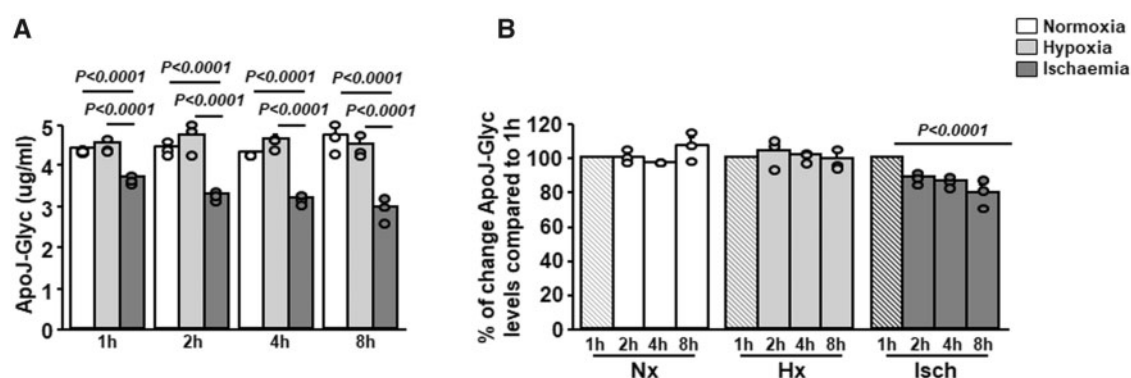 A
P<0.0001
P<0.0001
P<0.0001
P<0.0001
P<0.0001
P<0.0001
P<0.0001
P<0.0001
ApoJ-Glyc (ug/ml)
5
4
3
2
1
0
1h
2h
4h
8h
B
Normoxia
Hypoxia
Ischaemia
% of change ApoJ-Glyc
levels compared to 1h
120
100
80
60
40
20
0
P<0.0001
1h 2h 4h 8h
1h 2h 4h 8h
1h 2h 4h 8h
Nx
Hx
Isch